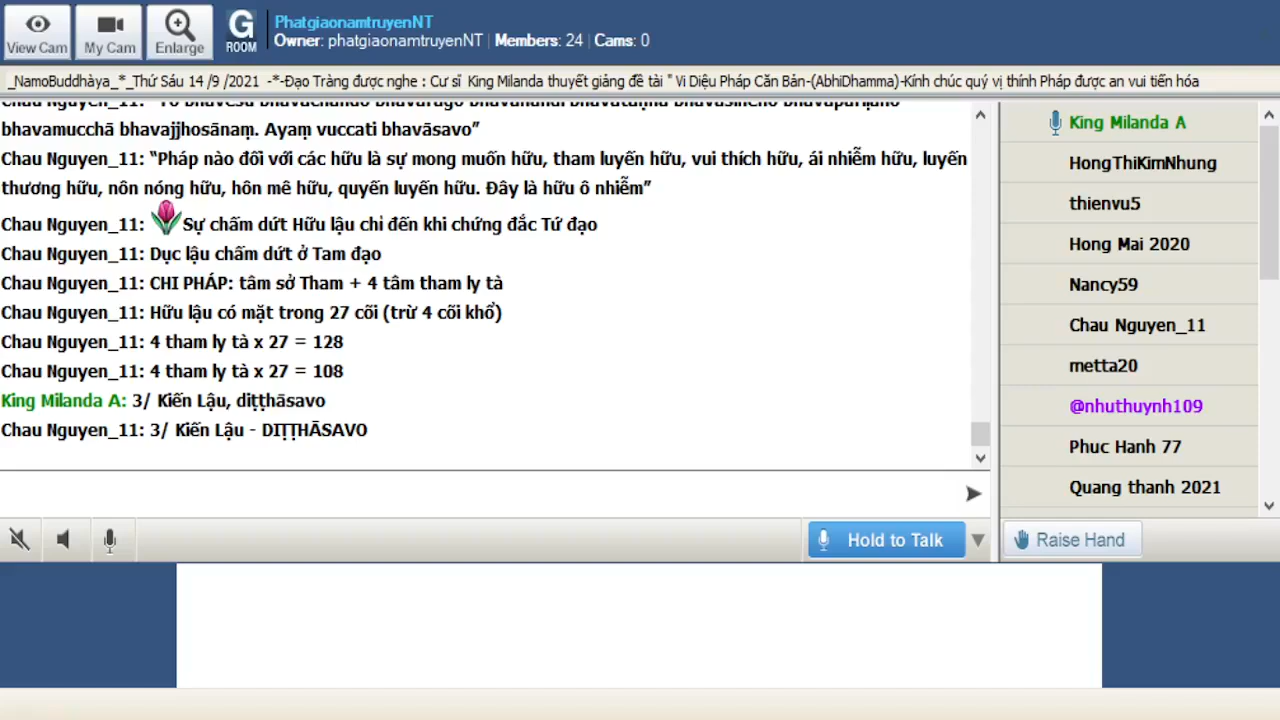 View Cam
My Cam
Enlarge
G
ROOM
PhatgiaonamtruyenNT
Owner: phatgiaonamtruyenNT | Members: 24 | Cams: 0
_NamoBuddhàya_*_Thứ Sáu 14 /9 /2021 -*-Đạo Tràng được nghe : Cư sĩ King Milanda thuyết giảng đề tài " Vi Diệu Pháp Căn Bản-(AbhiDhamma)-Kính chúc quý vị thính Pháp được an vui tiến hóa
bhavamucchā bhavajjhosānaṃ. Ayaṃ vuccati bhavāsavo”
Chau Nguyen_11: “Pháp nào đối với các hữu là sự mong muốn hữu, tham luyến hữu, vui thích hữu, ái nhiễm hữu, luyến
thương hữu, nôn nóng hữu, hôn mê hữu, quyến luyến hữu. Đây là hữu ô nhiễm”
Chau Nguyen_11: Sự chấm dứt Hữu lậu chỉ đến khi chứng đắc Tứ đạo
Chau Nguyen_11: Dục lậu chấm dứt ở Tam đạo
Chau Nguyen_11: CHI PHÁP: tâm sở Tham + 4 tâm tham ly tà
Chau Nguyen_11: Hữu lậu có mặt trong 27 cõi (trừ 4 cõi khổ)
Chau Nguyen_11: 4 tham ly tà x 27 = 128
Chau Nguyen_11: 4 tham ly tà x 27 = 108
King Milanda A: 3/ Kiến Lậu, diṭṭhāsavo
Chau Nguyen_11: 3/ Kiến Lậu - DIṬṬHĀSAVO
King Milanda A
HongThiKimNhung
thienvu5
Hong Mai 2020
Nancy59
Chau Nguyen_11
metta20
@nhuthuynh109
Phuc Hanh 77
Quang thanh 2021
Hold to Talk
Raise Hand